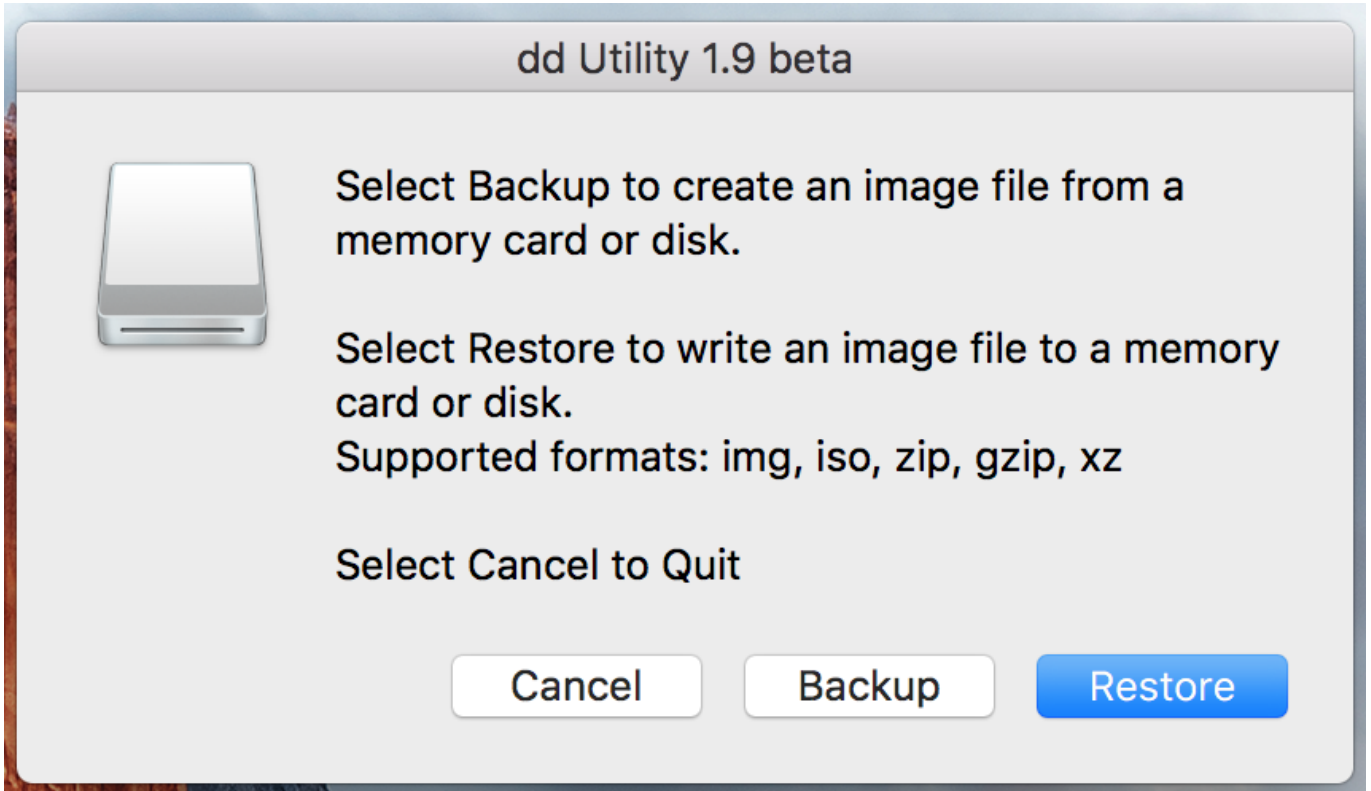 dd Utility 1.9 beta
Select Backup to create an image file from a
memory card or disk.
Select Restore to write an image file to a memory
card or disk.
Supported formats: img, iso, zip, gzip, xz
Select Cancel to Quit
Cancel
Backup
Restore